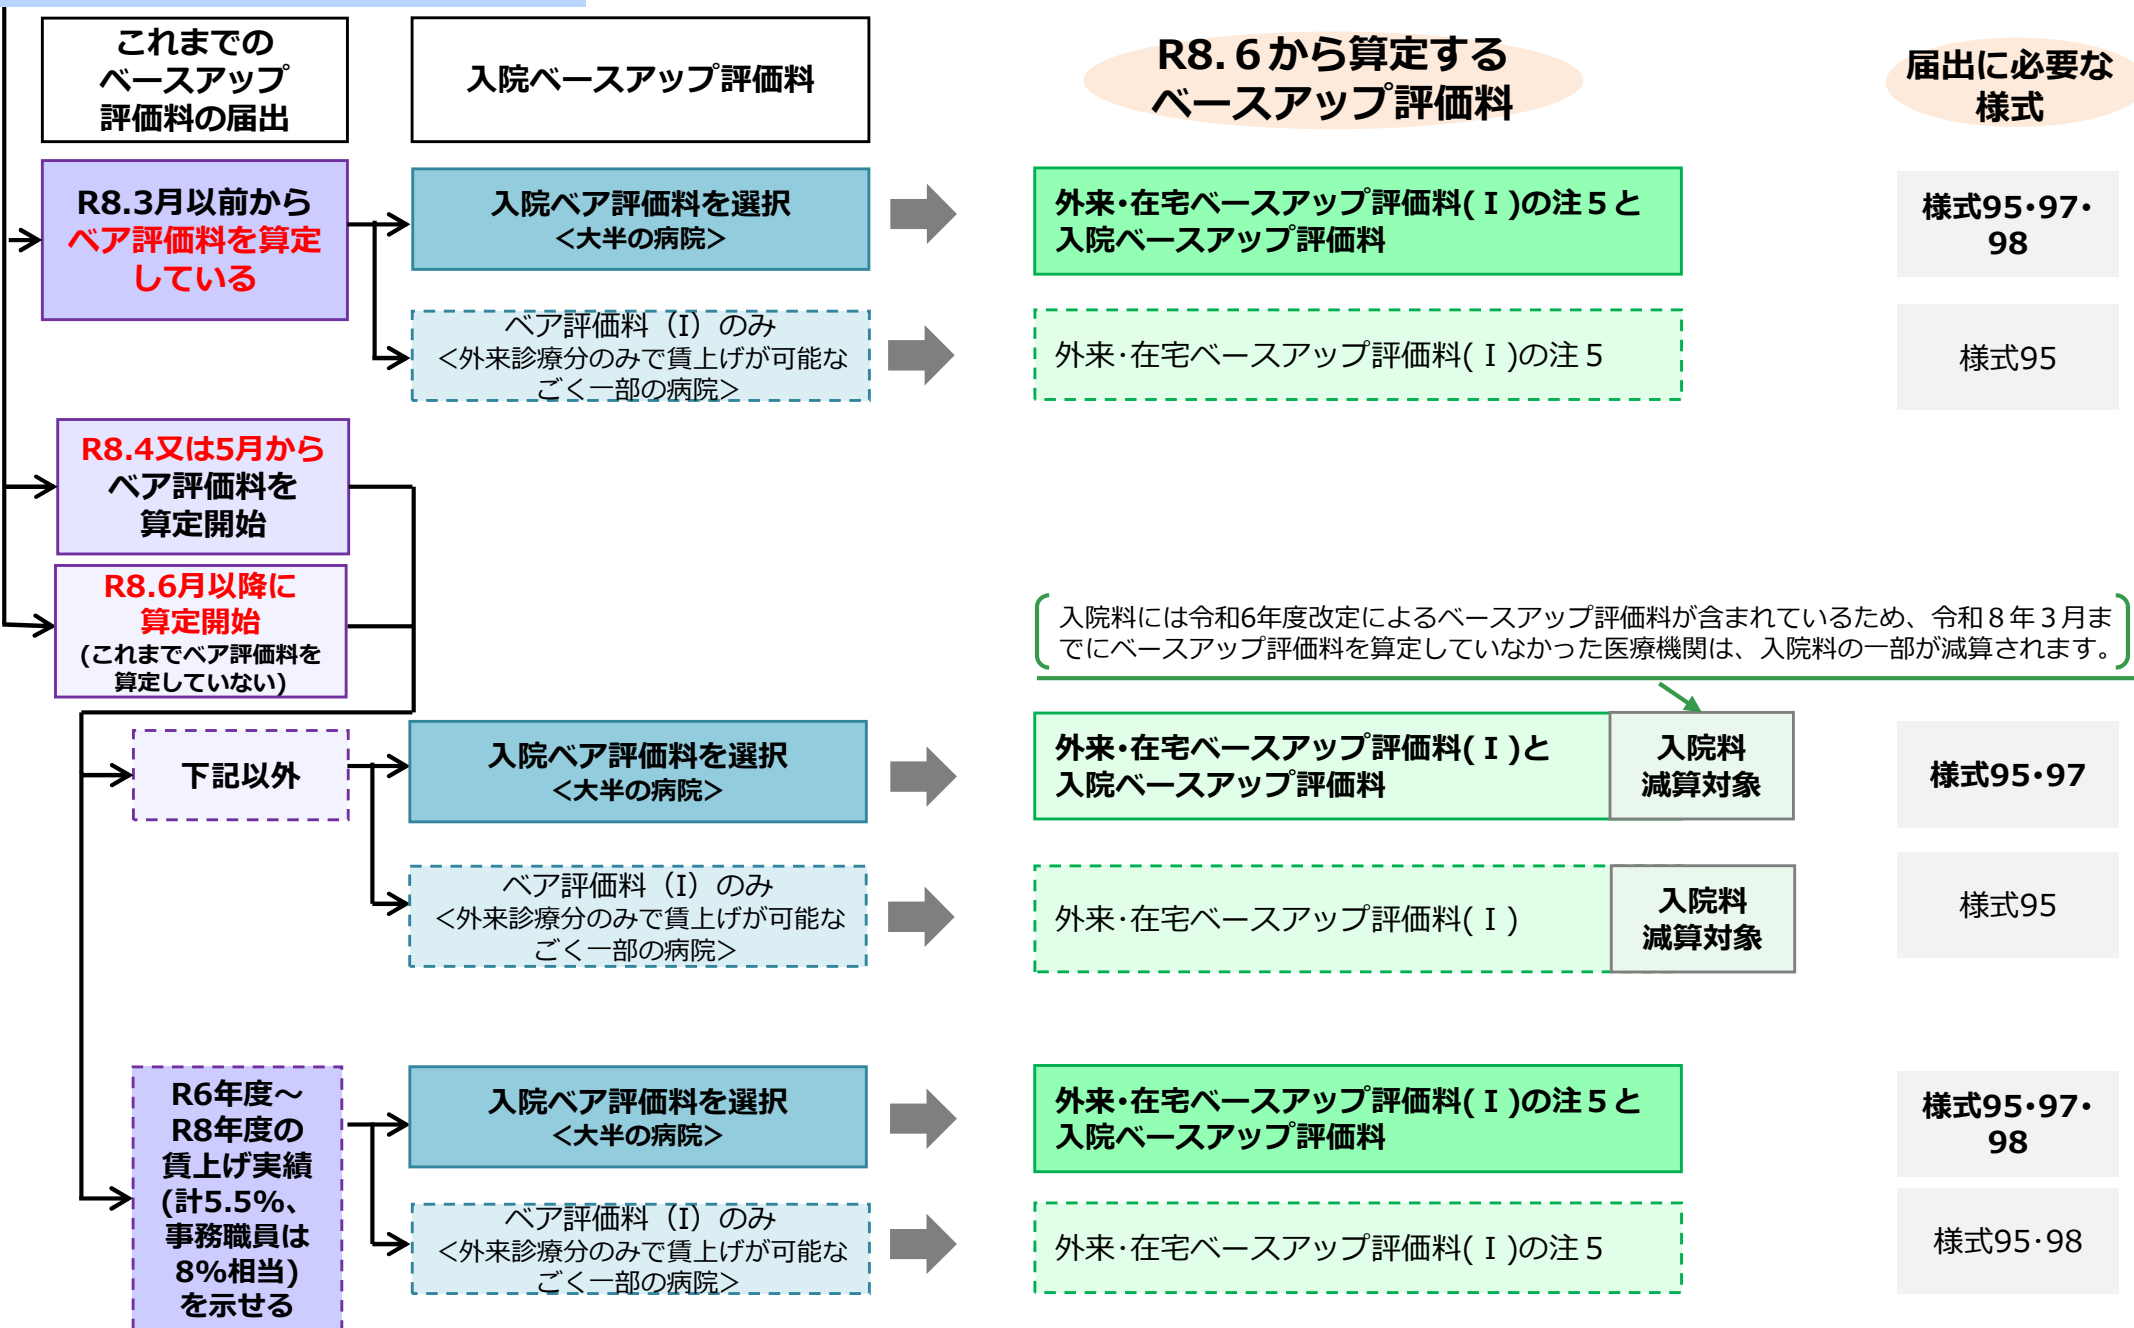 これまでの
ベースアップ
評価料の届出
入院ベースアップ評価料
R8.６から算定する
ベースアップ評価料
届出に必要な
様式
R8.3月以前から
ベア評価料を算定
している
入院ベア評価料を選択
<大半の病院>
外来・在宅ベースアップ評価料(Ⅰ)の注５と
入院ベースアップ評価料
様式95・97・
98
ベア評価料（I）のみ
<外来診療分のみで賃上げが可能な
ごく一部の病院>
外来・在宅ベースアップ評価料(Ⅰ)の注５
様式95
R8.4又は5月から
ベア評価料を
算定開始
R8.6月以降に
算定開始
(これまでベア評価料を
算定していない)
入院料には令和6年度改定によるベースアップ評価料が含まれているため、令和８年３月ま
でにベースアップ評価料を算定していなかった医療機関は、入院料の一部が減算されます。
下記以外
入院ベア評価料を選択
<大半の病院>
外来・在宅ベースアップ評価料(Ⅰ)と
入院ベースアップ評価料
入院料
減算対象
様式95・97
ベア評価料（I）のみ
<外来診療分のみで賃上げが可能な
ごく一部の病院>
外来・在宅ベースアップ評価料(Ⅰ)
入院料
減算対象
様式95
R6年度～
R8年度の
賃上げ実績
(計5.5%、
事務職員は
8%相当)
を示せる
入院ベア評価料を選択
<大半の病院>
外来・在宅ベースアップ評価料(Ⅰ)の注５と
入院ベースアップ評価料
様式95・97・
98
ベア評価料（I）のみ
<外来診療分のみで賃上げが可能な
ごく一部の病院>
外来・在宅ベースアップ評価料(Ⅰ)の注５
様式95・98